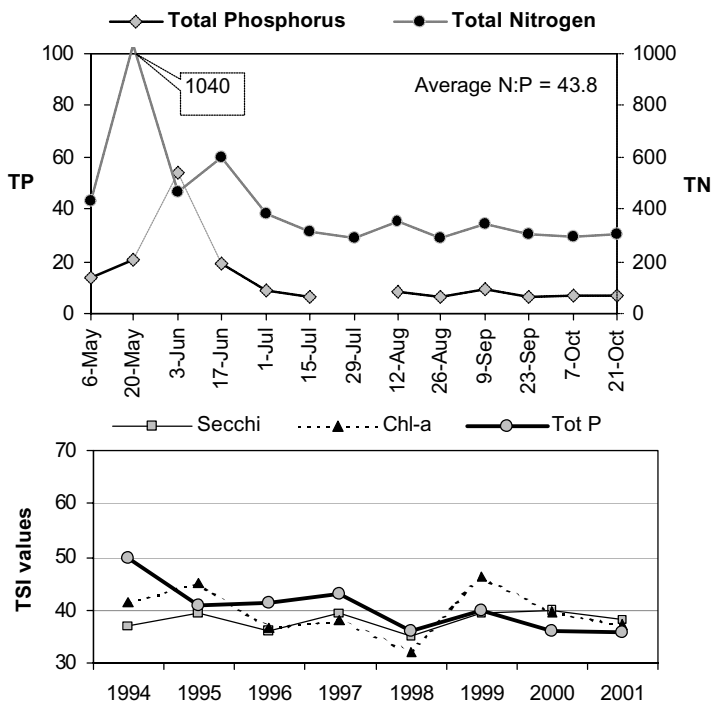 Total Phosphorus Total Nitrogen
100 1000
1040 Average N:P = 43.8
80 800
60 600
TP TN
40 400
20 200
0 0
6-May 20-May 3-Jun 17-Jun 1-Jul 15-Jul 29-Jul 12-Aug 26-Aug 9-Sep 23-Sep 7-Oct 21-Oct
Secchi Chl-a Tot P
70
60
50
TSI values
40
30
1994 1995 1996 1997 1998 1999 2000 2001